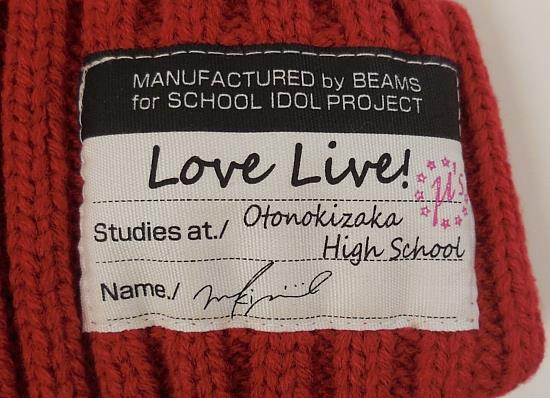 MANUFACTURED by BEAMS
for SCHOOL IDOL PROJECT
Love Live!
μ's
Studies at./ Otonokizaka
High School
Name./